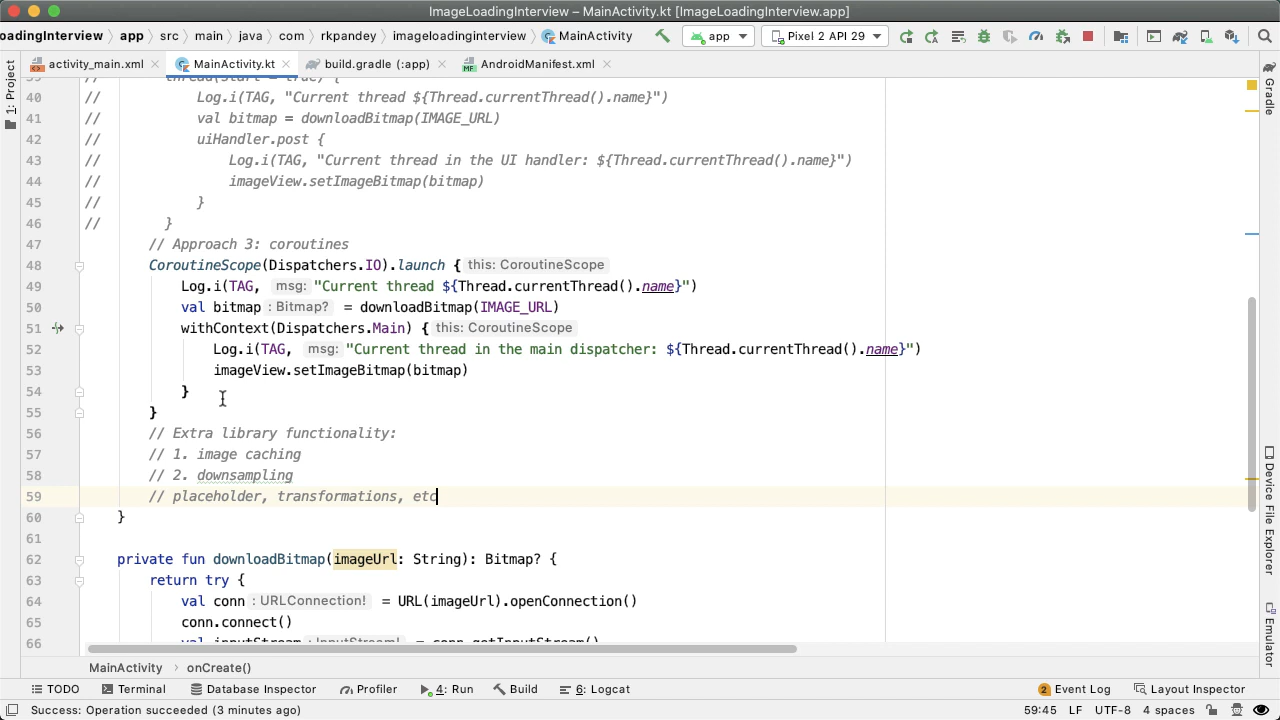 ImageLoadingInterview – MainActivity.kt [ImageLoadingInterview.app]
oadingInterview app src main java com rkpandey imageloadinginterview MainActivity app Pixel 2 API 29
activity_main.xml MainActivity.kt build.gradle (:app) AndroidManifest.xml
1: Project
Gradle
Device File Explorer
Emulator
39 // thread(start = true) {
40 // Log.i(TAG, "Current thread ${Thread.currentThread().name}")
41 // val bitmap = downloadBitmap(IMAGE_URL)
42 // uiHandler.post {
43 // Log.i(TAG, "Current thread in the UI handler: ${Thread.currentThread().name}")
44 // imageView.setImageBitmap(bitmap)
45 // }
46 // }
47 // Approach 3: coroutines
48 CoroutineScope(Dispatchers.IO).launch { this: CoroutineScope
49 Log.i(TAG, msg: "Current thread ${Thread.currentThread().name}")
50 val bitmap : Bitmap? = downloadBitmap(IMAGE_URL)
51 withContext(Dispatchers.Main) { this: CoroutineScope
52 Log.i(TAG, msg: "Current thread in the main dispatcher: ${Thread.currentThread().name}")
53 imageView.setImageBitmap(bitmap)
54 }
55 }
56 // Extra library functionality:
57 // 1. image caching
58 // 2. downsampling
59 // placeholder, transformations, etc
60 }
61
62 private fun downloadBitmap(imageUrl: String): Bitmap? {
63 return try {
64 val conn : URLConnection! = URL(imageUrl).openConnection()
65 conn.connect()
66 val inputStream : InputStream! = conn.getInputStream()
MainActivity onCreate()
TODO Terminal Database Inspector Profiler 4: Run Build 6: Logcat 2 Event Log Layout Inspector
Success: Operation succeeded (3 minutes ago) 59:45 LF UTF-8 4 spaces